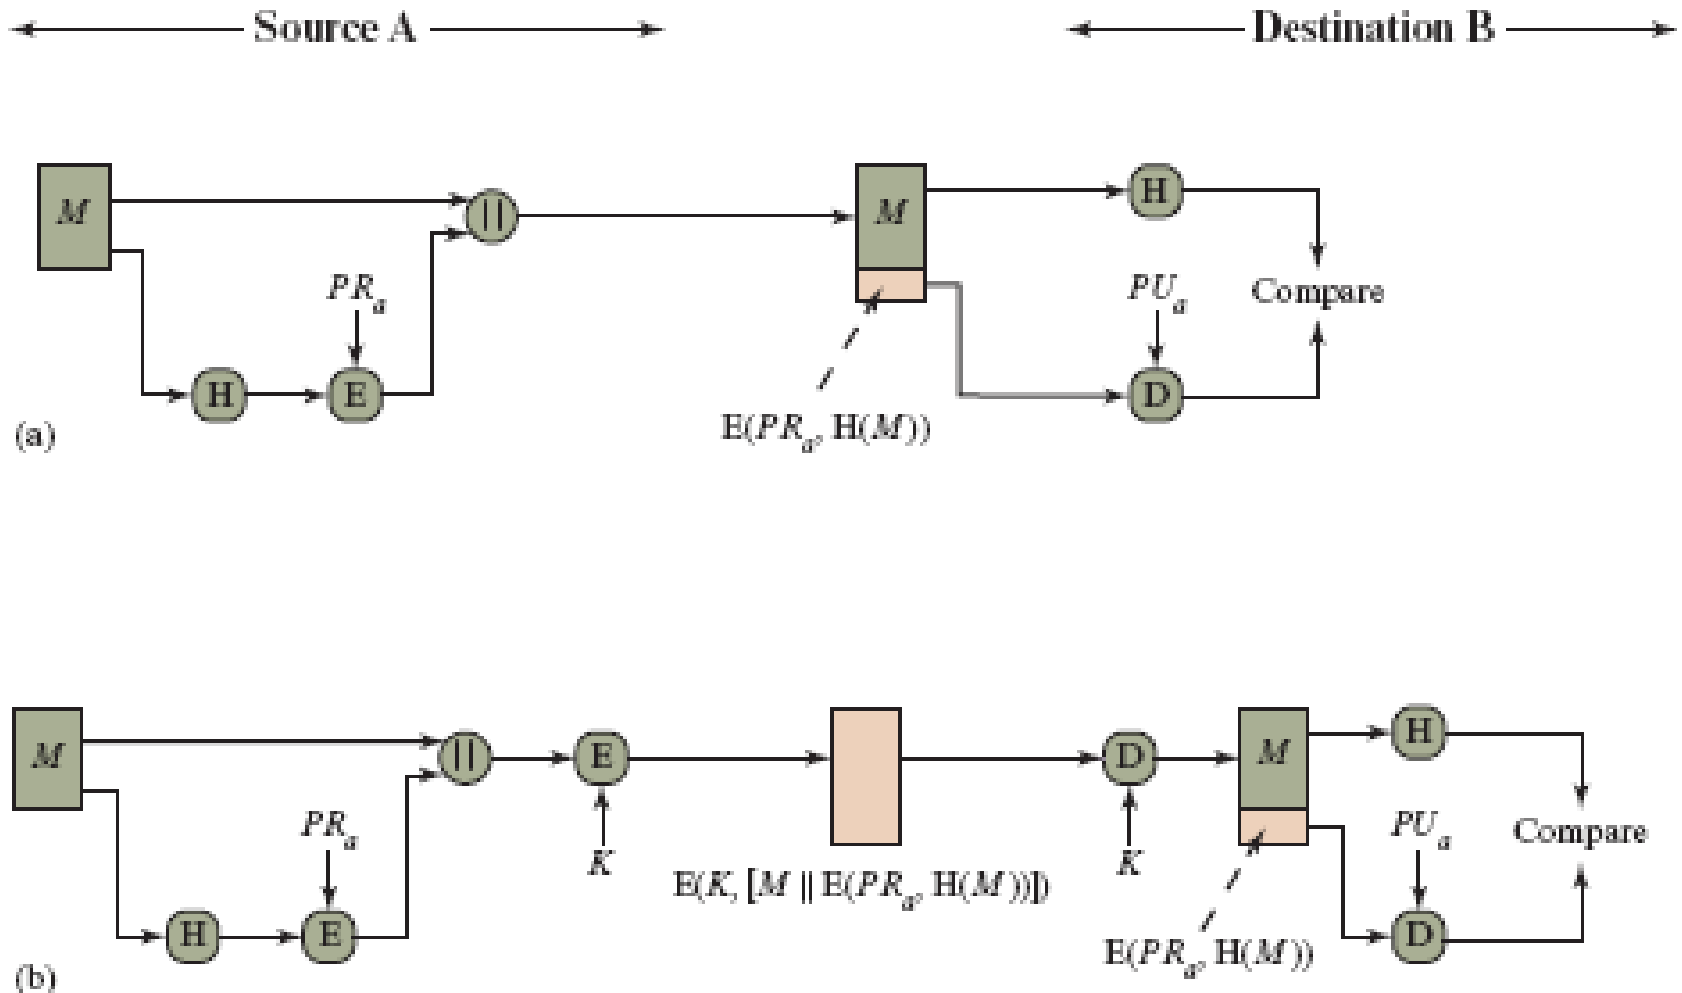 Source A Destination B
M || M H
PR_a PU_a Compare
H E D
E(PR_a, H(M))
(a)
M || E D M H
PR_a PU_a Compare
K K
E(K, [M || E(PR_a, H(M))])
H E D
E(PR_a, H(M))
(b)